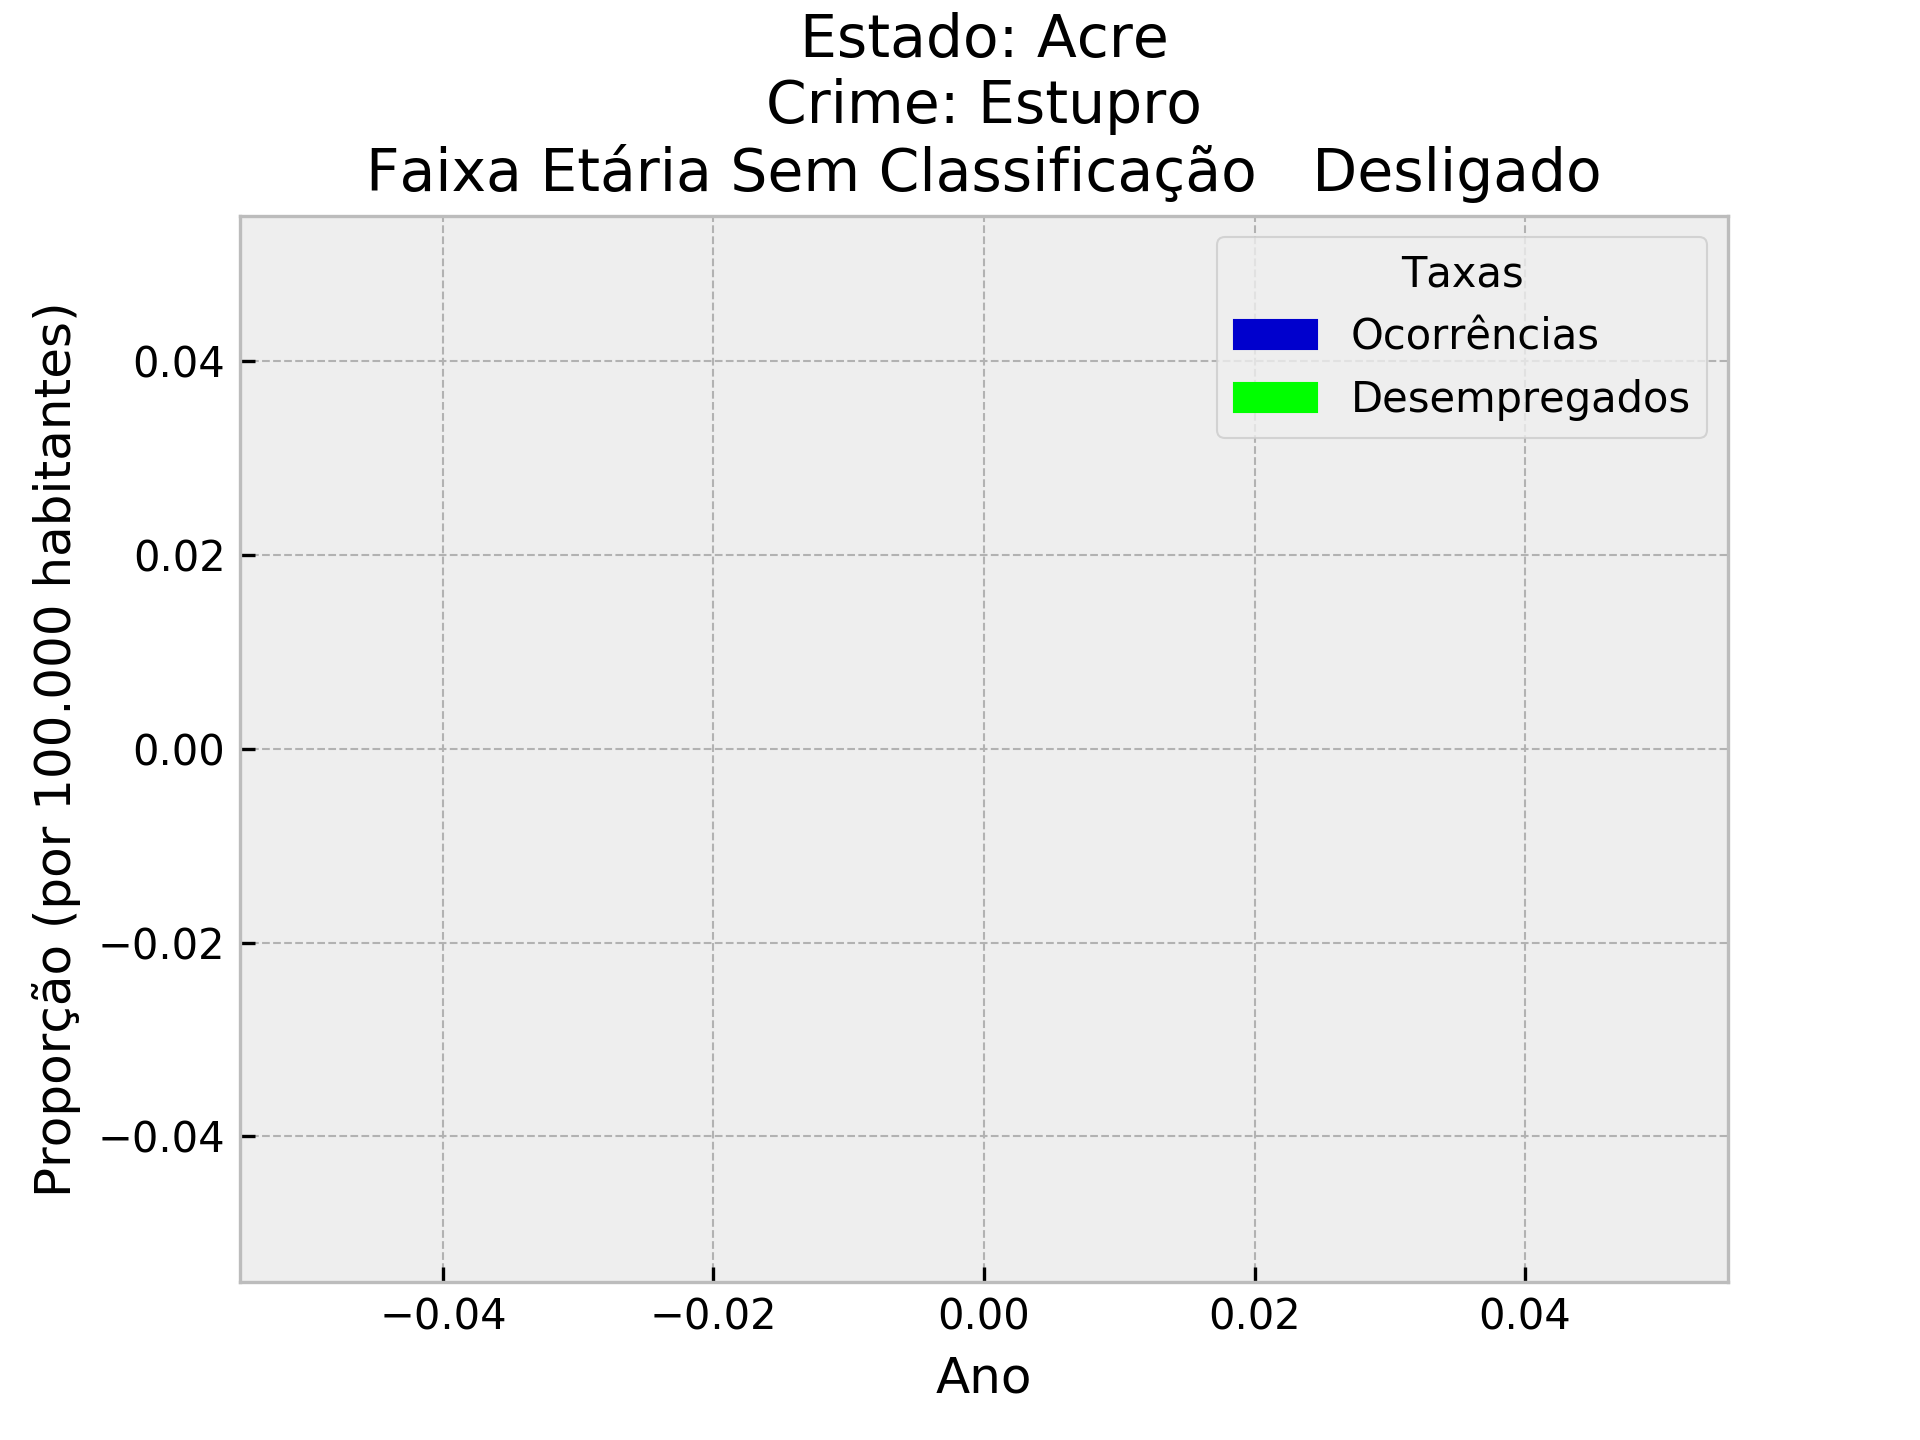 Estado: Acre
Crime: Estupro
Faixa Etária Sem Classificação   Desligado
Taxas
Ocorrências
Desempregados
Proporção (por 100.000 habitantes)
0.04
0.02
0.00
−0.02
−0.04
−0.04
−0.02
0.00
0.02
0.04
Ano